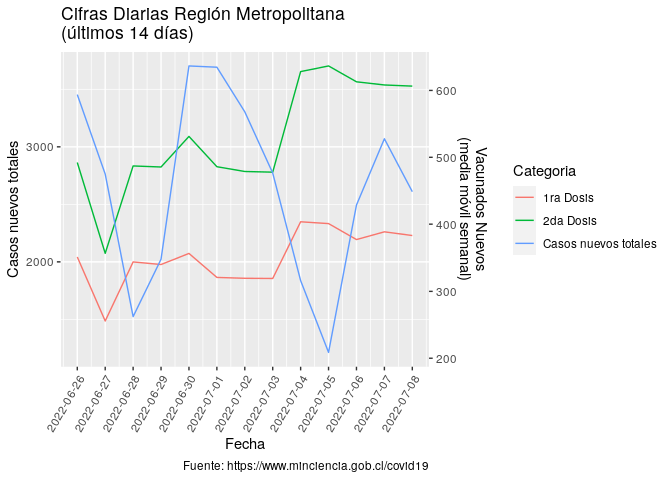 Cifras Diarias Región Metropolitana
(últimos 14 días)
Casos nuevos totales
3000
2000
600
500
400
300
200
Vacunados Nuevos
(media móvil semanal)
2022-06-26
2022-06-27
2022-06-28
2022-06-29
2022-06-30
2022-07-01
2022-07-02
2022-07-03
2022-07-04
2022-07-05
2022-07-06
2022-07-07
2022-07-08
Fecha
Categoria
1ra Dosis
2da Dosis
Casos nuevos totales
Fuente: https://www.minciencia.gob.cl/covid19